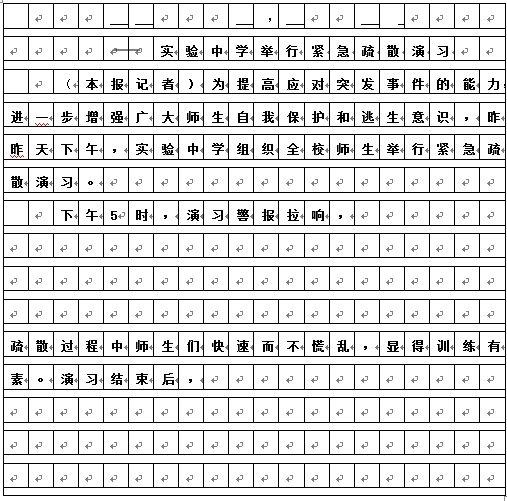 __ __ __ ， __ __ _
—— 实验中学举行紧急疏散演习
（本报记者）为提高应对突发事件的能力，
进一步增强广大师生自我保护和逃生意识，昨
昨天下午，实验中学组织全校师生举行紧急疏
散演习。
下午5时，演习警报拉响，
疏散过程中师生们快速而不慌乱，显得训练有
素。演习结束后，